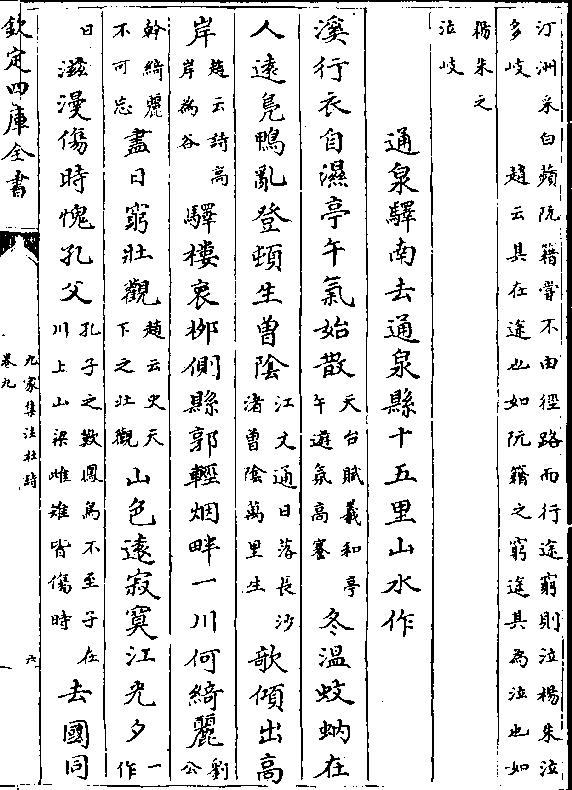 汀洲采白蘋阮籍嘗不由徑路而行途窮則泣楊朱泣
多岐　趙云具在途也如阮籍之窮途其為泣也如
楊朱之
泣岐
通泉驛南去通泉縣十五里山水作
溪行衣自濕亭午氣始散
天台賦羲和亭
午遊氣高褰
冬温蚊蚋在
人遠鳬鴨亂登頓生曽隂
江文通日落長沙
渚曽隂萬里生
歌傾出高
岸
趙云詩高
岸為谷
驛樓衰栁側縣郭輕烟畔一川何綺麗
劉
公
幹綺麗
不可忘
盡日窮壯觀
趙云史天
下之壯觀
山色遠寂寞江光夕
一
作
日
滋漫傷時愧孔父
孔子之歎鳳鳥不至子在
川上山梁雌雉皆傷時
去國同
欽定四庫全書
九家集注杜詩
卷九
六